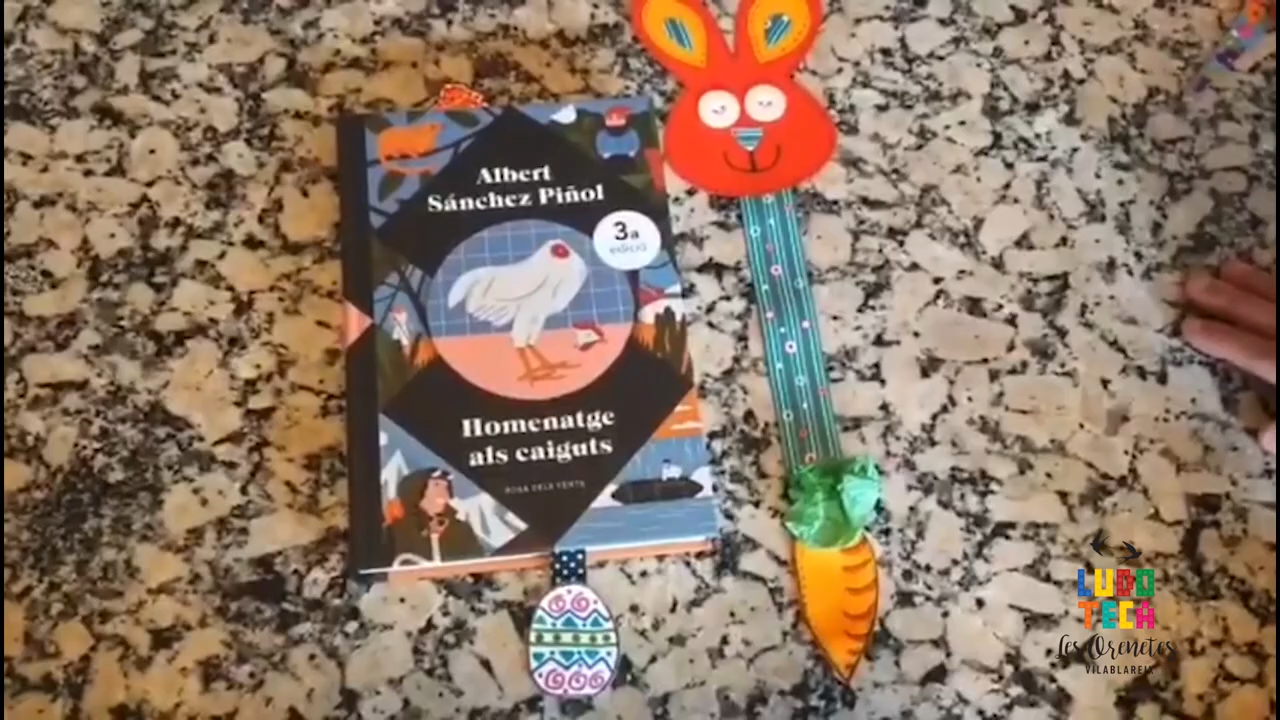 Albert
Sánchez Piñol
3a
edició
Homenatge
als caiguts
ROSA DELS VENTS
LUDO
TECA
Les Orenetes
VILABLAREIX